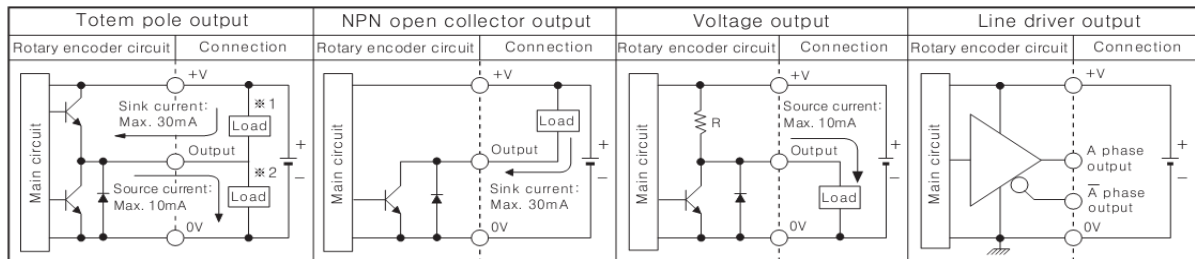 Totem pole output
Rotary encoder circuit
Connection
Main circuit
+V
Sink current:
Max. 30mA
※1
Load
+
−
Output
※2
Source current:
Max. 10mA
Load
0V
NPN open collector output
Rotary encoder circuit
Connection
Main circuit
+V
Load
+
−
Output
Sink current:
Max. 30mA
0V
Voltage output
Rotary encoder circuit
Connection
Main circuit
+V
R
Source current:
Max. 10mA
Output
+
−
Load
0V
Line driver output
Rotary encoder circuit
Connection
Main circuit
+V
+
−
A phase
output
A̅ phase
output
0V